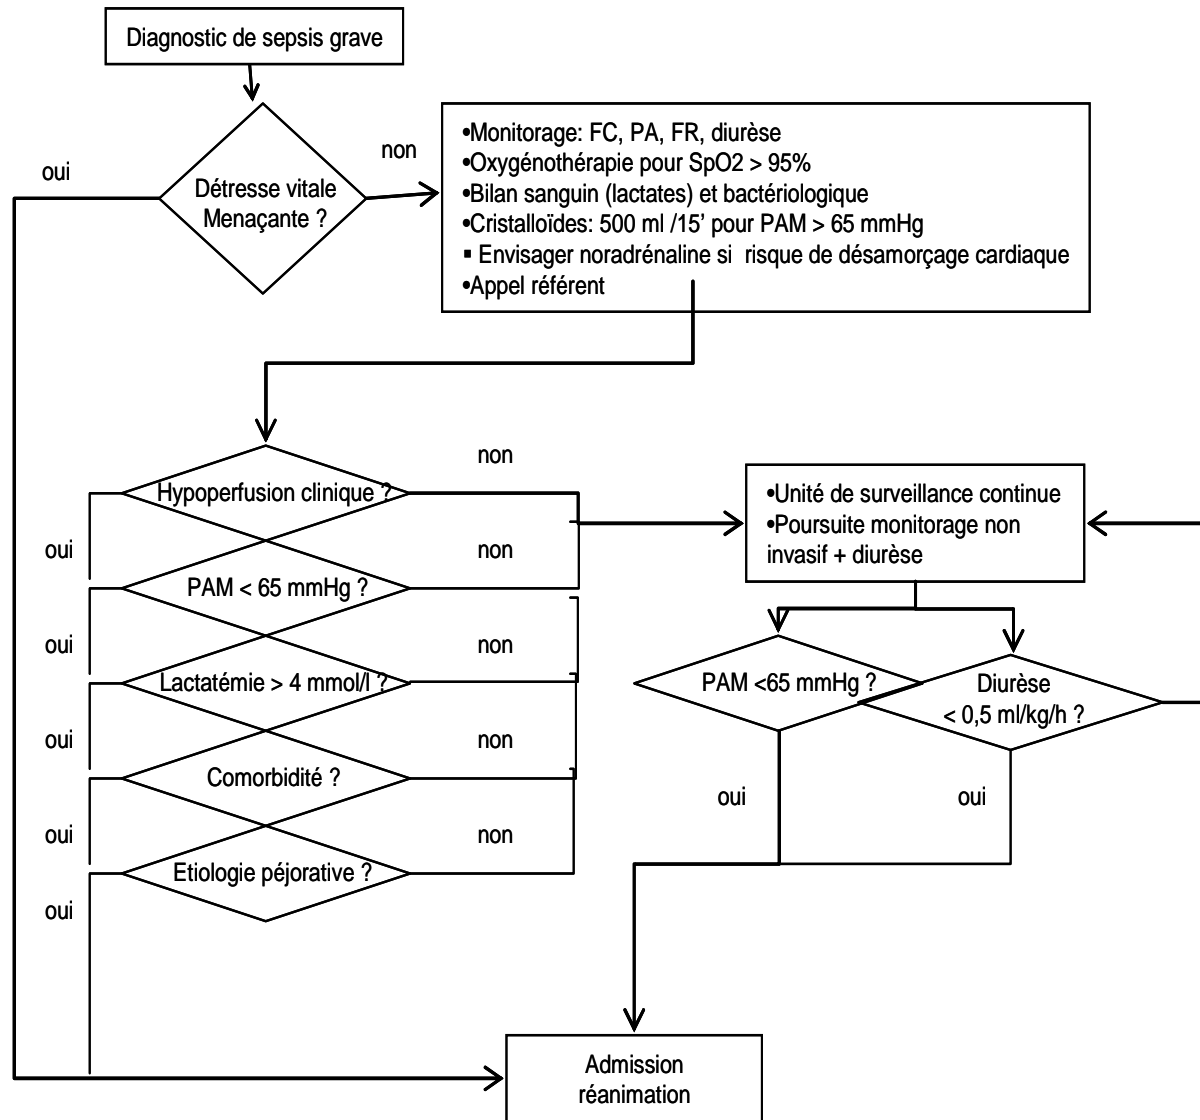 Diagnostic de sepsis grave
oui
non
Détresse vitale
Menaçante ?
•Monitorage: FC, PA, FR, diurèse
•Oxygénothérapie pour SpO2 > 95%
•Bilan sanguin (lactates) et bactériologique
•Cristalloïdes: 500 ml /15' pour PAM > 65 mmHg
▪ Envisager noradrénaline si risque de désamorçage cardiaque
•Appel référent
Hypoperfusion clinique ?
non
oui
PAM < 65 mmHg ?
non
oui
Lactatémie > 4 mmol/l ?
non
oui
Comorbidité ?
non
oui
Etiologie péjorative ?
non
oui
•Unité de surveillance continue
•Poursuite monitorage non
invasif + diurèse
PAM <65 mmHg ?
Diurèse
< 0,5 ml/kg/h ?
oui
oui
Admission
réanimation